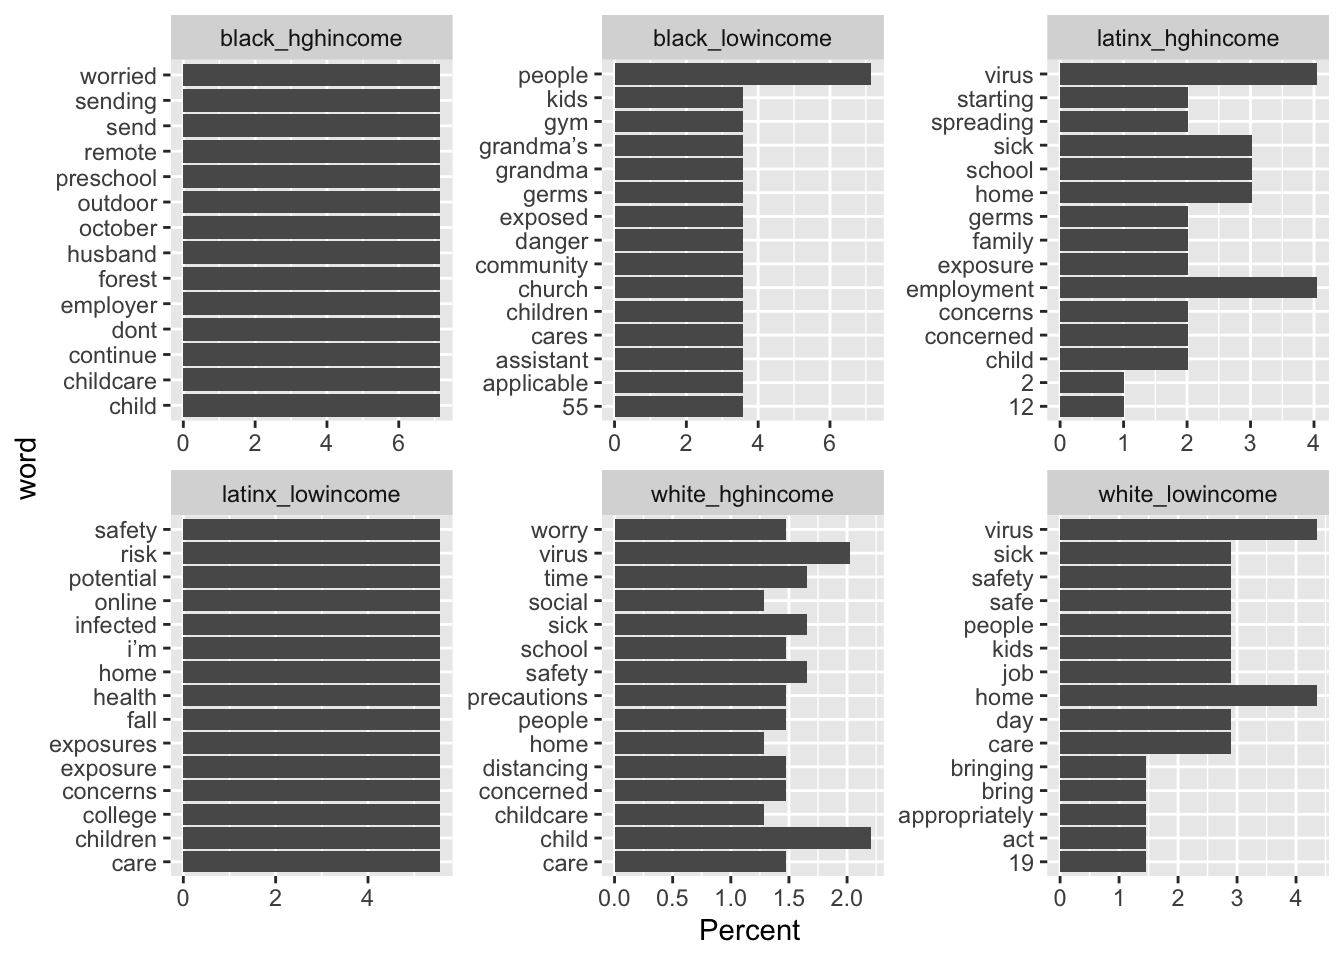 black_hghincome
worried
sending
send
remote
preschool
outdoor
october
husband
forest
employer
dont
continue
childcare
child
0 2 4 6
black_lowincome
people
kids
gym
grandma’s
grandma
germs
exposed
danger
community
church
children
cares
assistant
applicable
55
0 2 4 6
latinx_hghincome
virus
starting
spreading
sick
school
home
germs
family
exposure
employment
concerns
concerned
child
2
12
0 1 2 3 4
word
latinx_lowincome
safety
risk
potential
online
infected
i’m
home
health
fall
exposures
exposure
concerns
college
children
care
0 2 4
white_hghincome
worry
virus
time
social
sick
school
safety
precautions
people
home
distancing
concerned
childcare
child
care
0.0 0.5 1.0 1.5 2.0
white_lowincome
virus
sick
safety
safe
people
kids
job
home
day
care
bringing
bring
appropriately
act
19
0 1 2 3 4
Percent